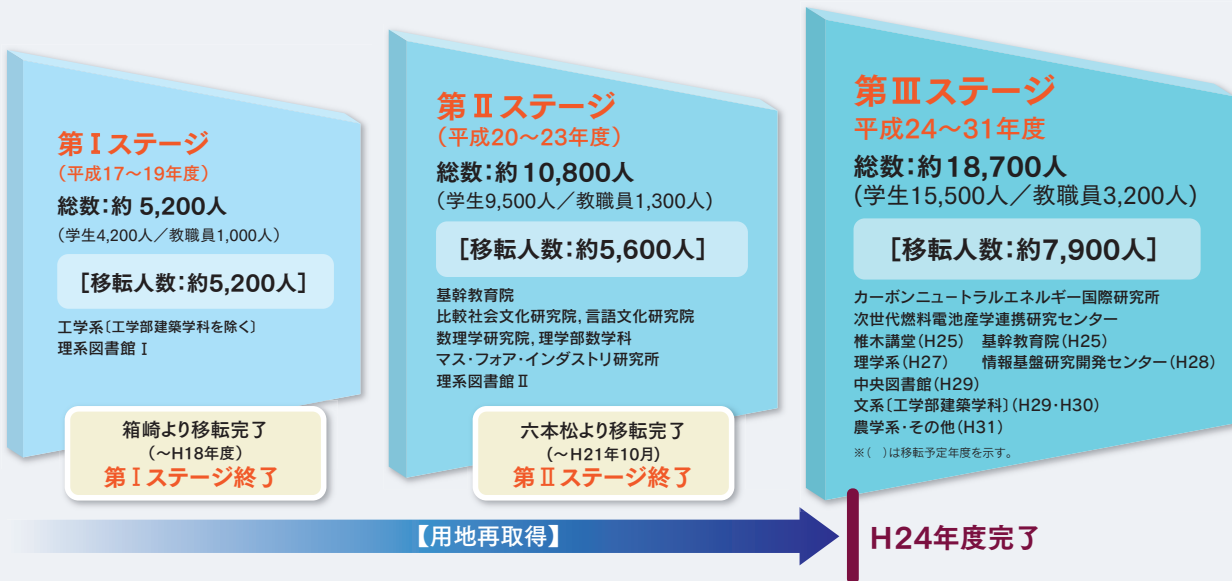 第Ⅰステージ
(平成17～19年度)
総数：約 5,200人
(学生4,200人／教職員1,000人)
[移転人数：約5,200人]
工学系〔工学部建築学科を除く〕
理系図書館Ⅰ
箱崎より移転完了
(～H18年度)
第Ⅰステージ終了
第Ⅱステージ
(平成20～23年度)
総数：約10,800人
(学生9,500人／教職員1,300人)
[移転人数：約5,600人]
基幹教育院
比較社会文化研究院, 言語文化研究院
数理学研究院, 理学部数学科
マス・フォア・インダストリ研究所
理系図書館Ⅱ
六本松より移転完了
(～H21年10月)
第Ⅱステージ終了
第Ⅲステージ
平成24～31年度
総数：約18,700人
(学生15,500人／教職員3,200人)
[移転人数：約7,900人]
カーボンニュートラルエネルギー国際研究所
次世代燃料電池産学連携研究センター
椎木講堂(H25) 基幹教育院(H25)
理学系(H27) 情報基盤研究開発センター(H28)
中央図書館(H29)
文系〔工学部建築学科〕(H29・H30)
農学系・その他(H31)
※( )は移転予定年度を示す。
【用地再取得】
H24年度完了